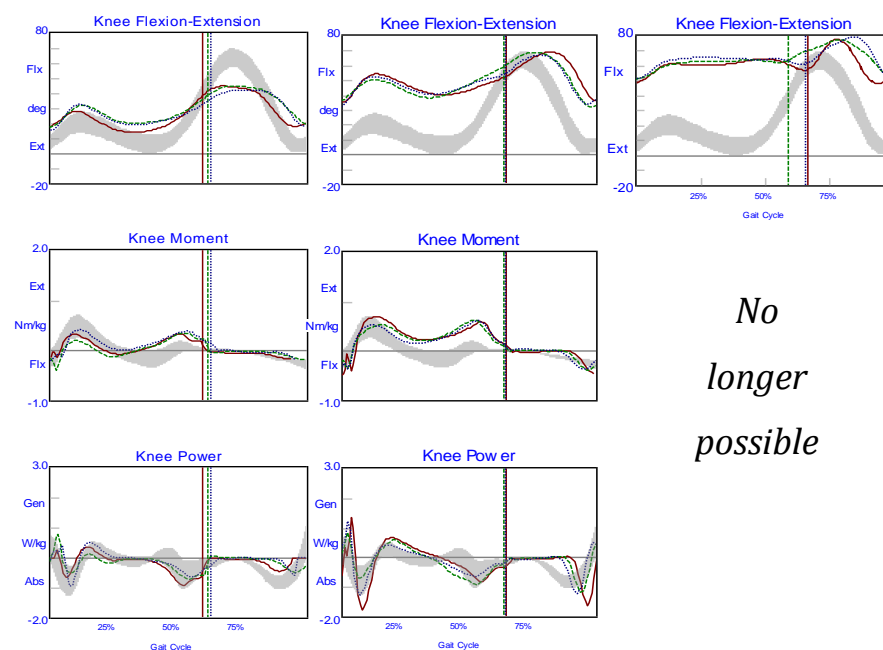 Knee Flexion-Extension
80
Flx
deg
Ext
-20
Knee Flexion-Extension
80
Flx
deg
Ext
-20
Knee Flexion-Extension
80
Flx
Ext
-20
25%
50%
75%
Gait Cycle
Knee Moment
2.0
Ext
Nm/kg
Flx
-1.0
Knee Moment
2.0
Ext
Nm/kg
Flx
-1.0
No
longer
possible
Knee Power
3.0
Gen
W/kg
Abs
-2.0
25%
50%
75%
Gait Cycle
Knee Power
3.0
Gen
W/kg
Abs
-2.0
25%
50%
75%
Gait Cycle